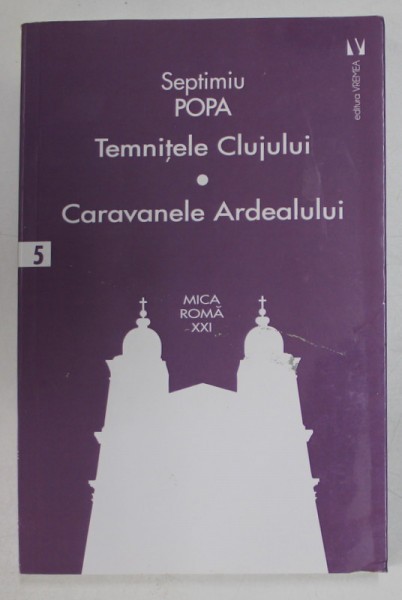 Septimiu
POPA
Temnițele Clujului
•
Caravanele Ardealului
5
MICA
ROMĂ
XXI
editura VREMEA